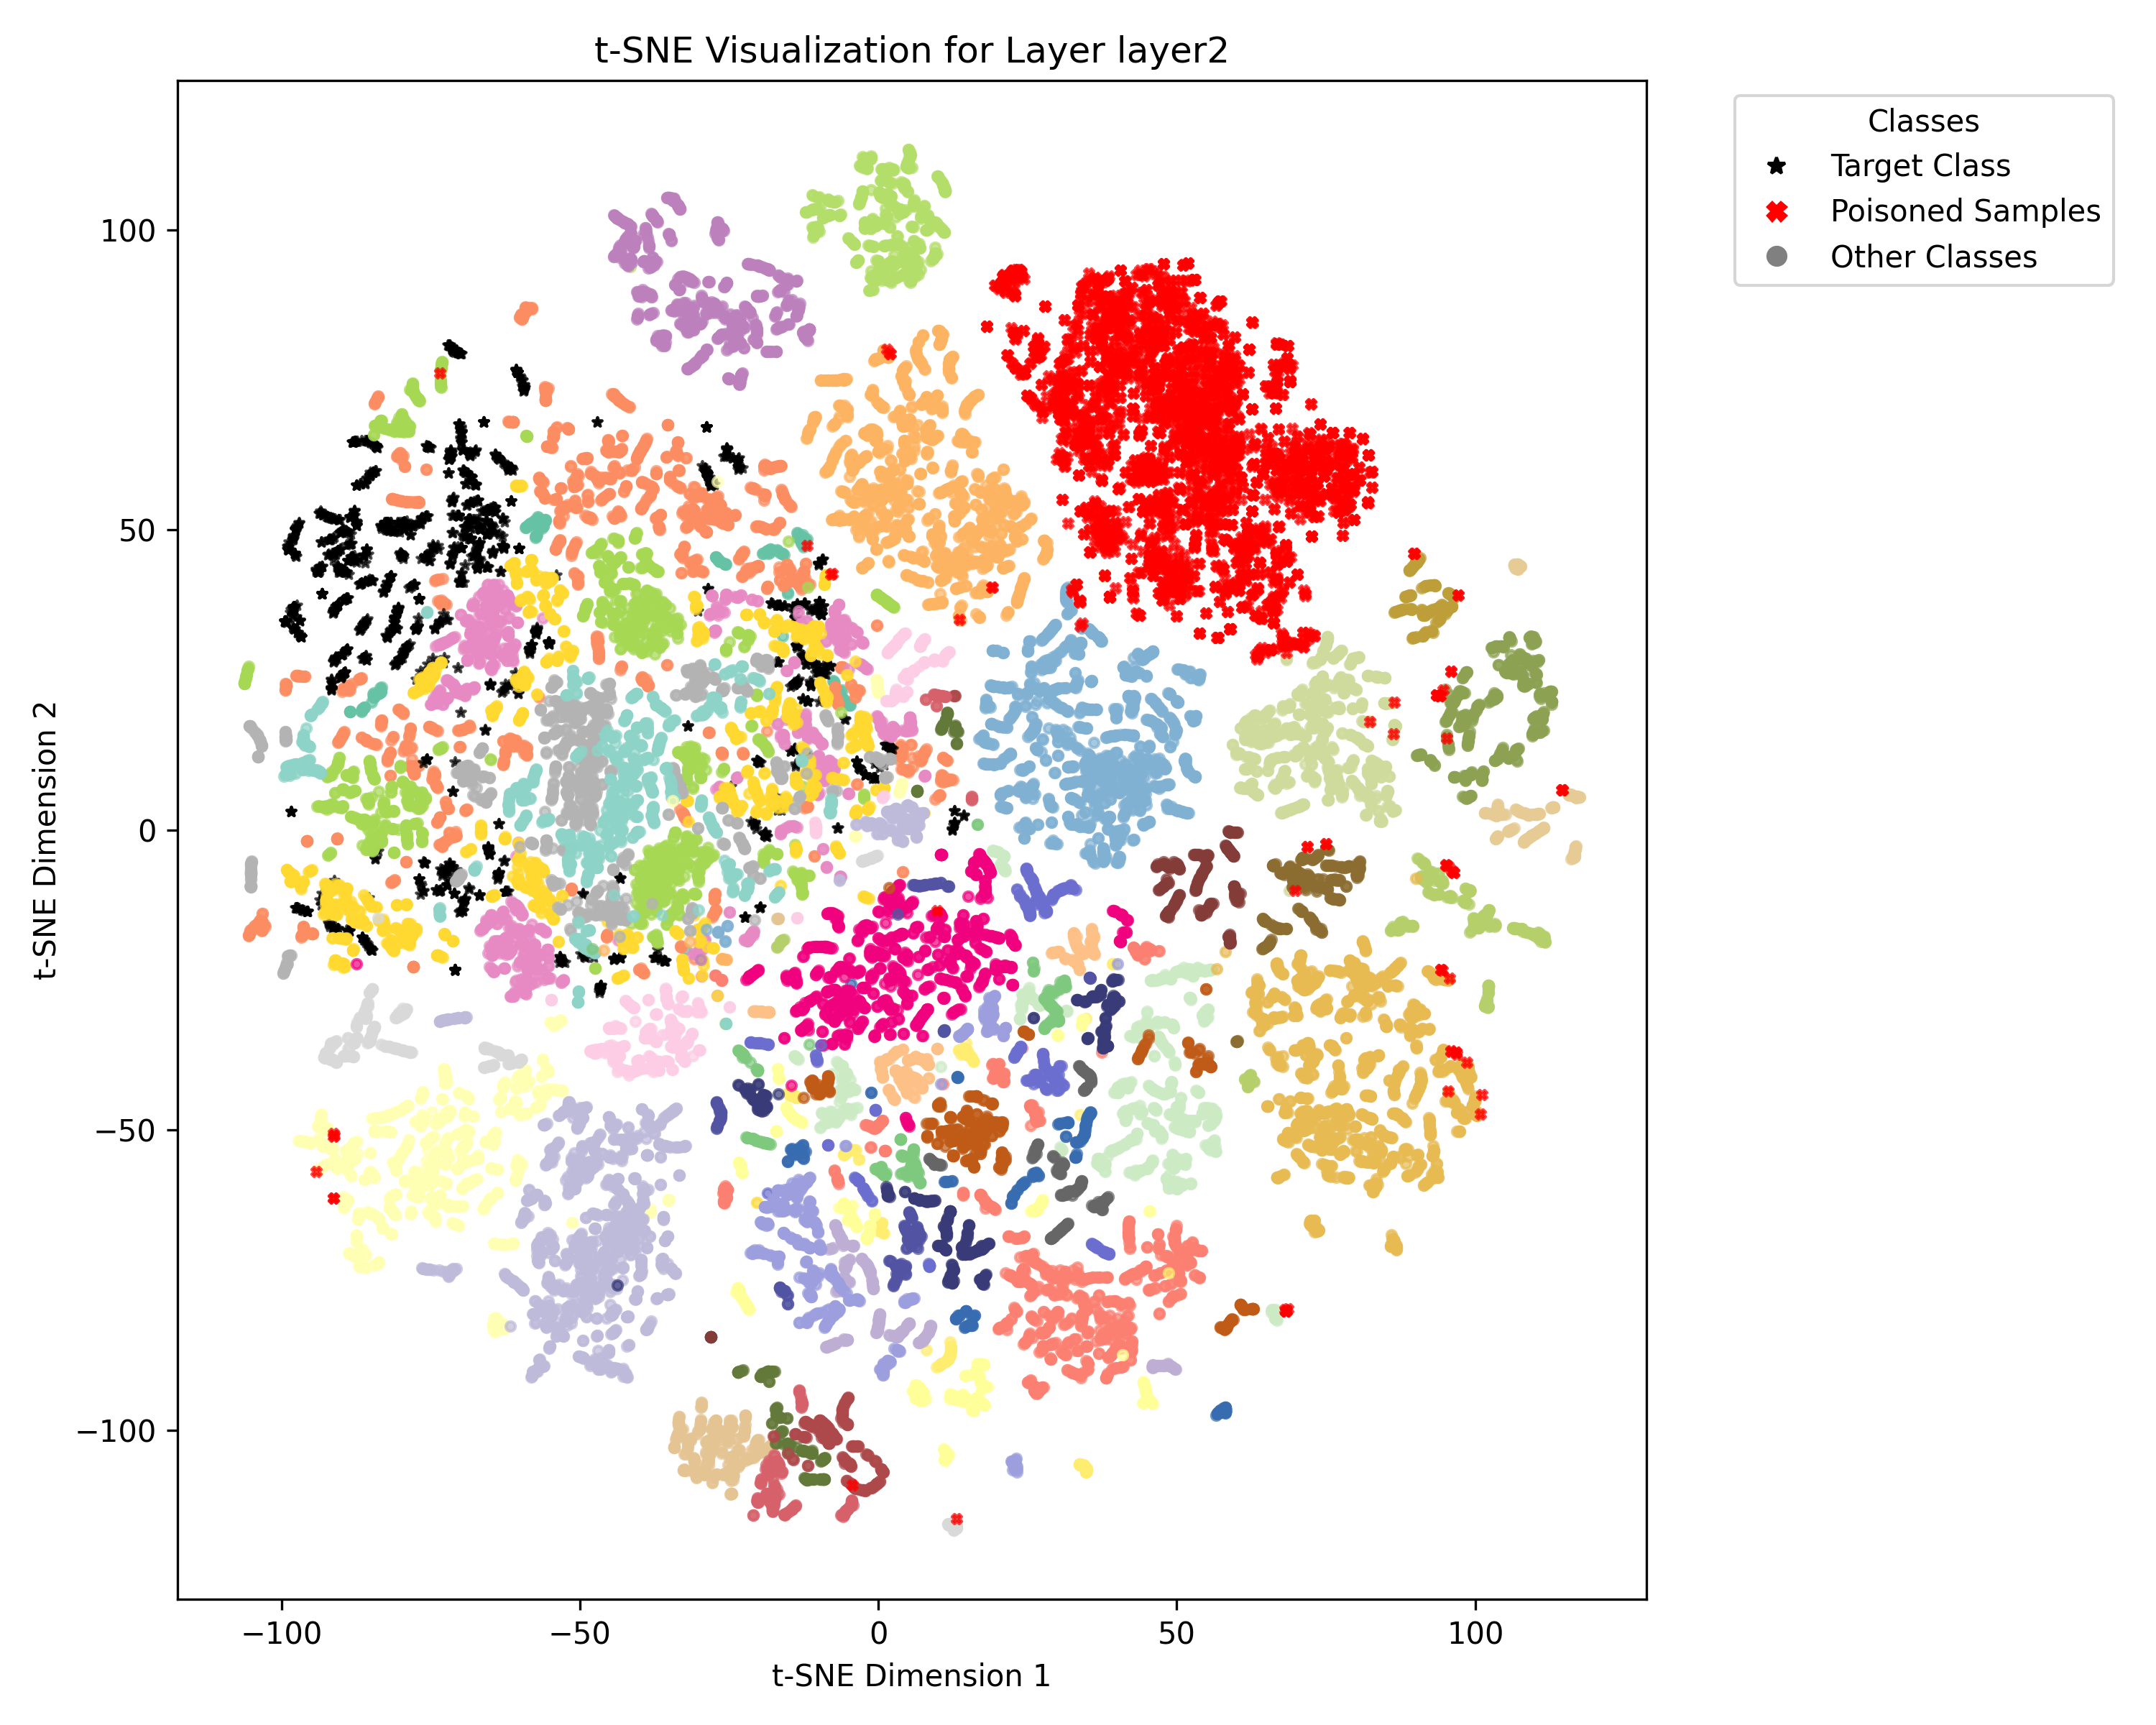 t-SNE Visualization for Layer layer2
Classes
Target Class
Poisoned Samples
Other Classes
100
50
0
−50
−100
t-SNE Dimension 2
−100
−50
0
50
100
t-SNE Dimension 1